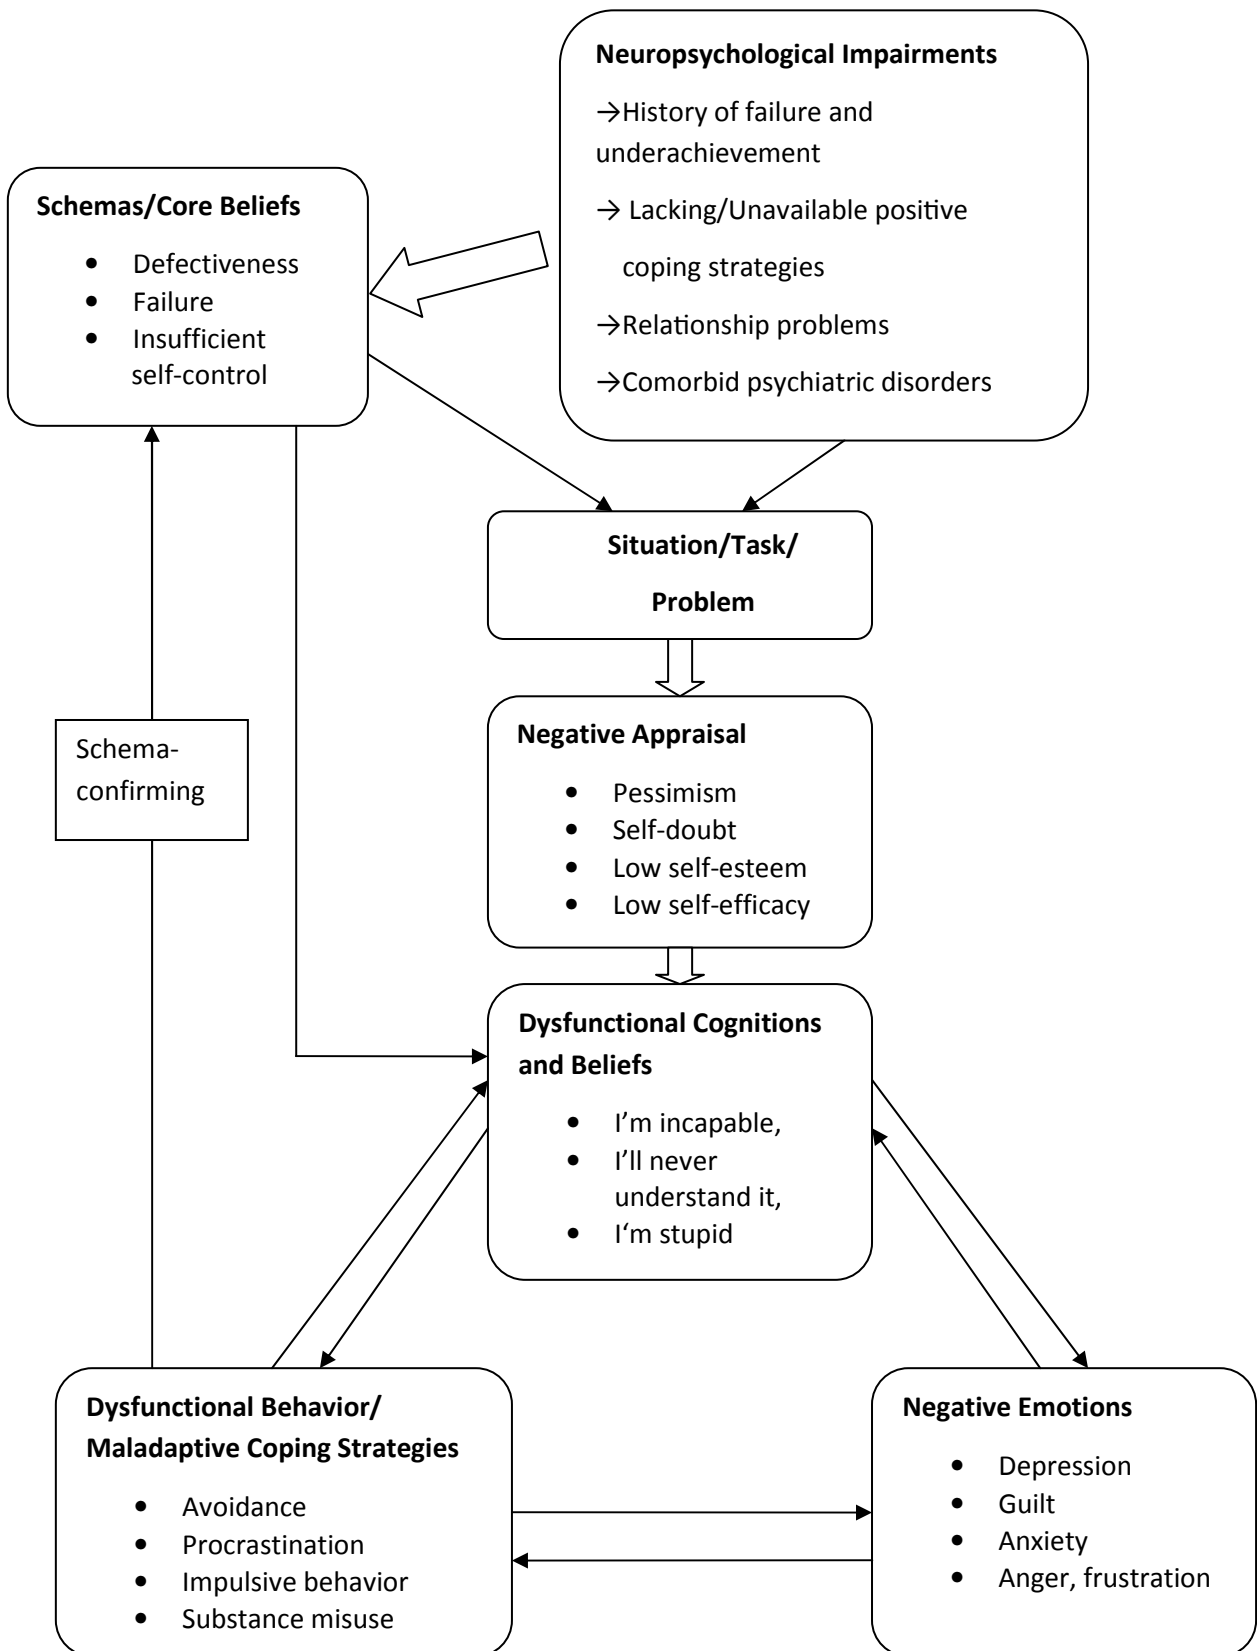 Neuropsychological Impairments
→History of failure and
underachievement
→ Lacking/Unavailable positive
coping strategies
→Relationship problems
→Comorbid psychiatric disorders
Schemas/Core Beliefs
• Defectiveness
• Failure
• Insufficient
self-control
Situation/Task/
Problem
Negative Appraisal
• Pessimism
• Self-doubt
• Low self-esteem
• Low self-efficacy
Schema-
confirming
Dysfunctional Cognitions
and Beliefs
• I’m incapable,
• I’ll never
understand it,
• I‘m stupid
Dysfunctional Behavior/
Maladaptive Coping Strategies
• Avoidance
• Procrastination
• Impulsive behavior
• Substance misuse
Negative Emotions
• Depression
• Guilt
• Anxiety
• Anger, frustration